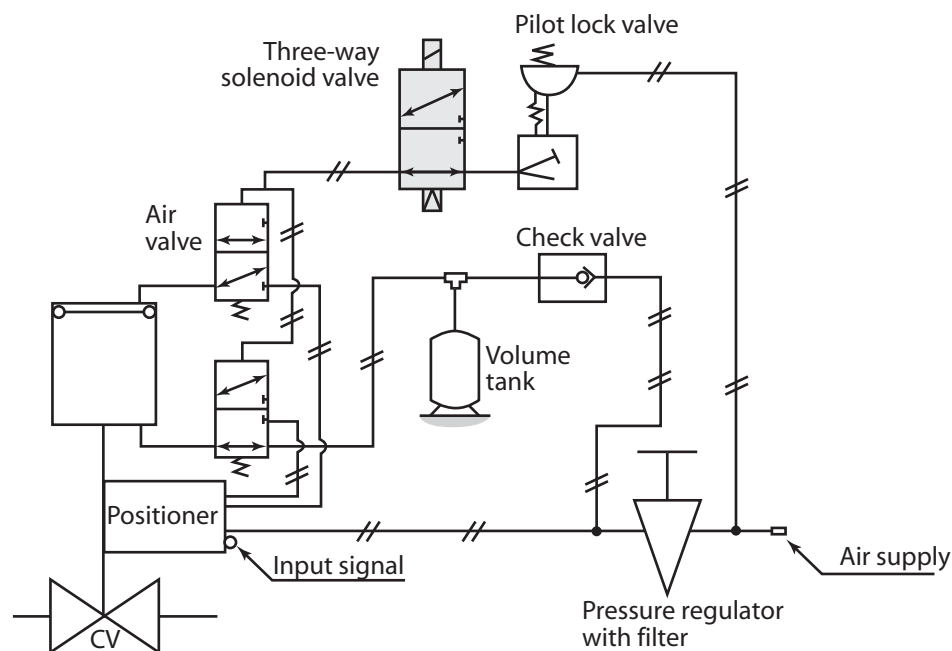 Pilot lock valve
Three-way
solenoid valve
Air
valve
Check valve
Volume
tank
Positioner
Input signal
Air supply
Pressure regulator
with filter
CV